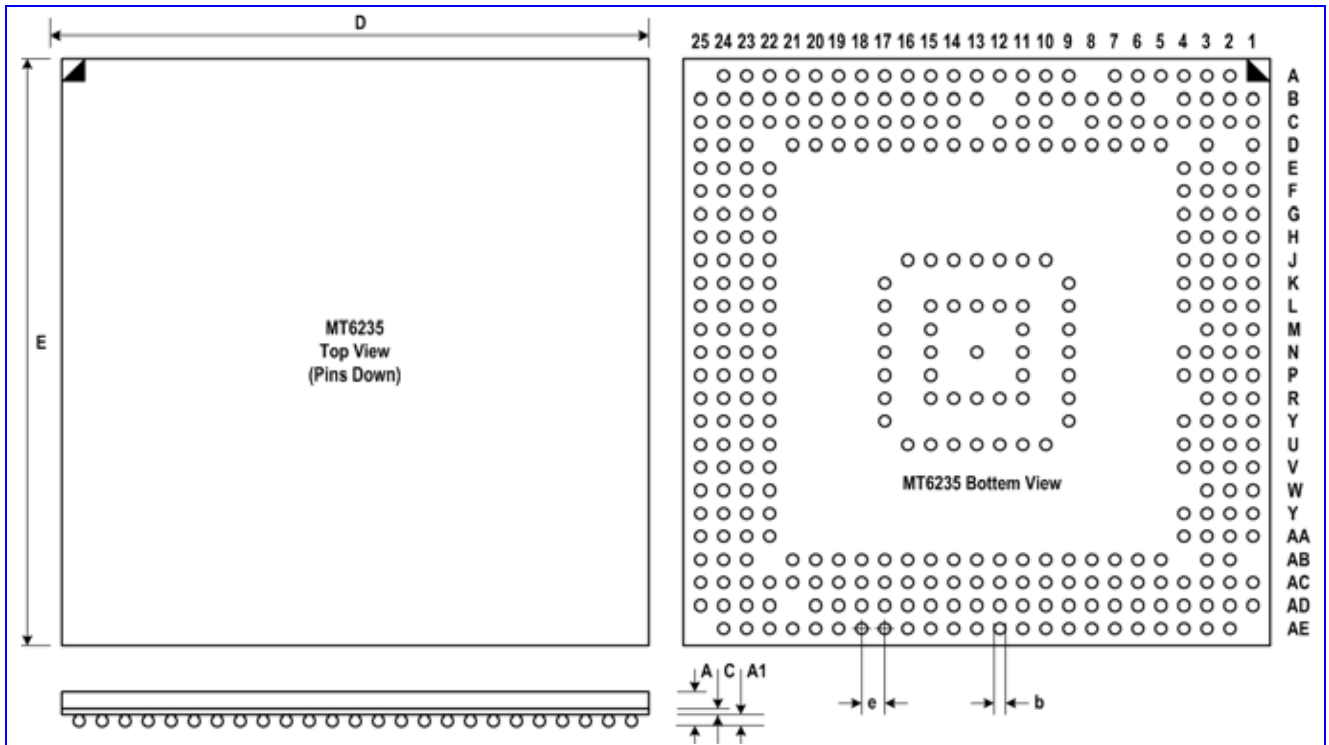 D
E
MT6235
Top View
(Pins Down)
25 24 23 22 21 20 19 18 17 16 15 14 13 12 11 10 9 8 7 6 5 4 3 2 1
A
B
C
D
E
F
G
H
J
K
L
M
N
P
R
Y
U
V
W
Y
AA
AB
AC
AD
AE
MT6235 Bottem View
A C A1
e
b